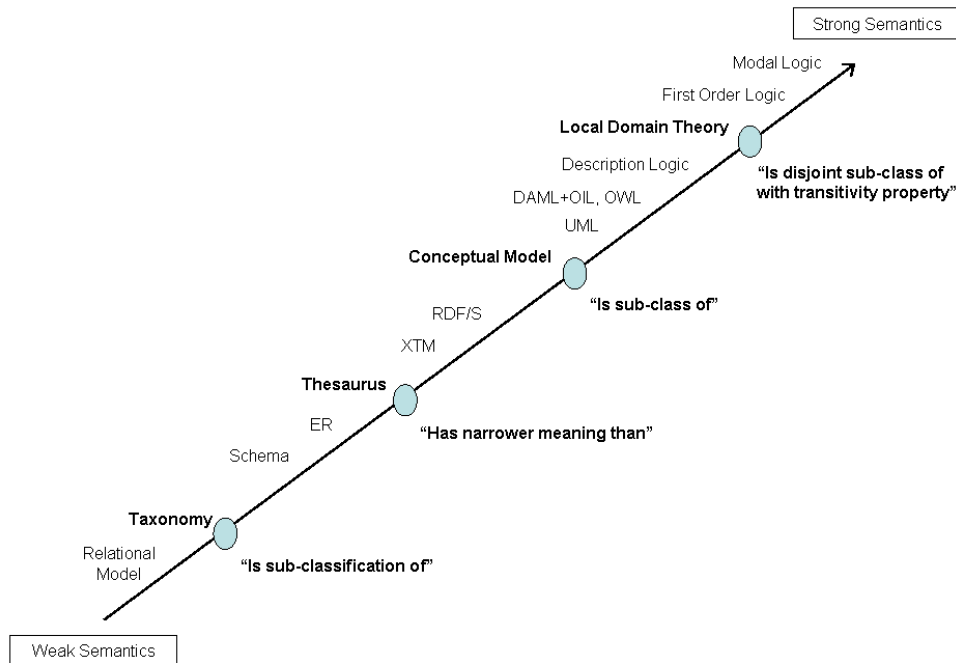 Strong Semantics
Modal Logic
First Order Logic
Local Domain Theory
Description Logic
“Is disjoint sub-class of
with transitivity property”
DAML+OIL, OWL
UML
Conceptual Model
“Is sub-class of”
RDF/S
XTM
Thesaurus
“Has narrower meaning than”
ER
Schema
Taxonomy
“Is sub-classification of”
Relational
Model
Weak Semantics